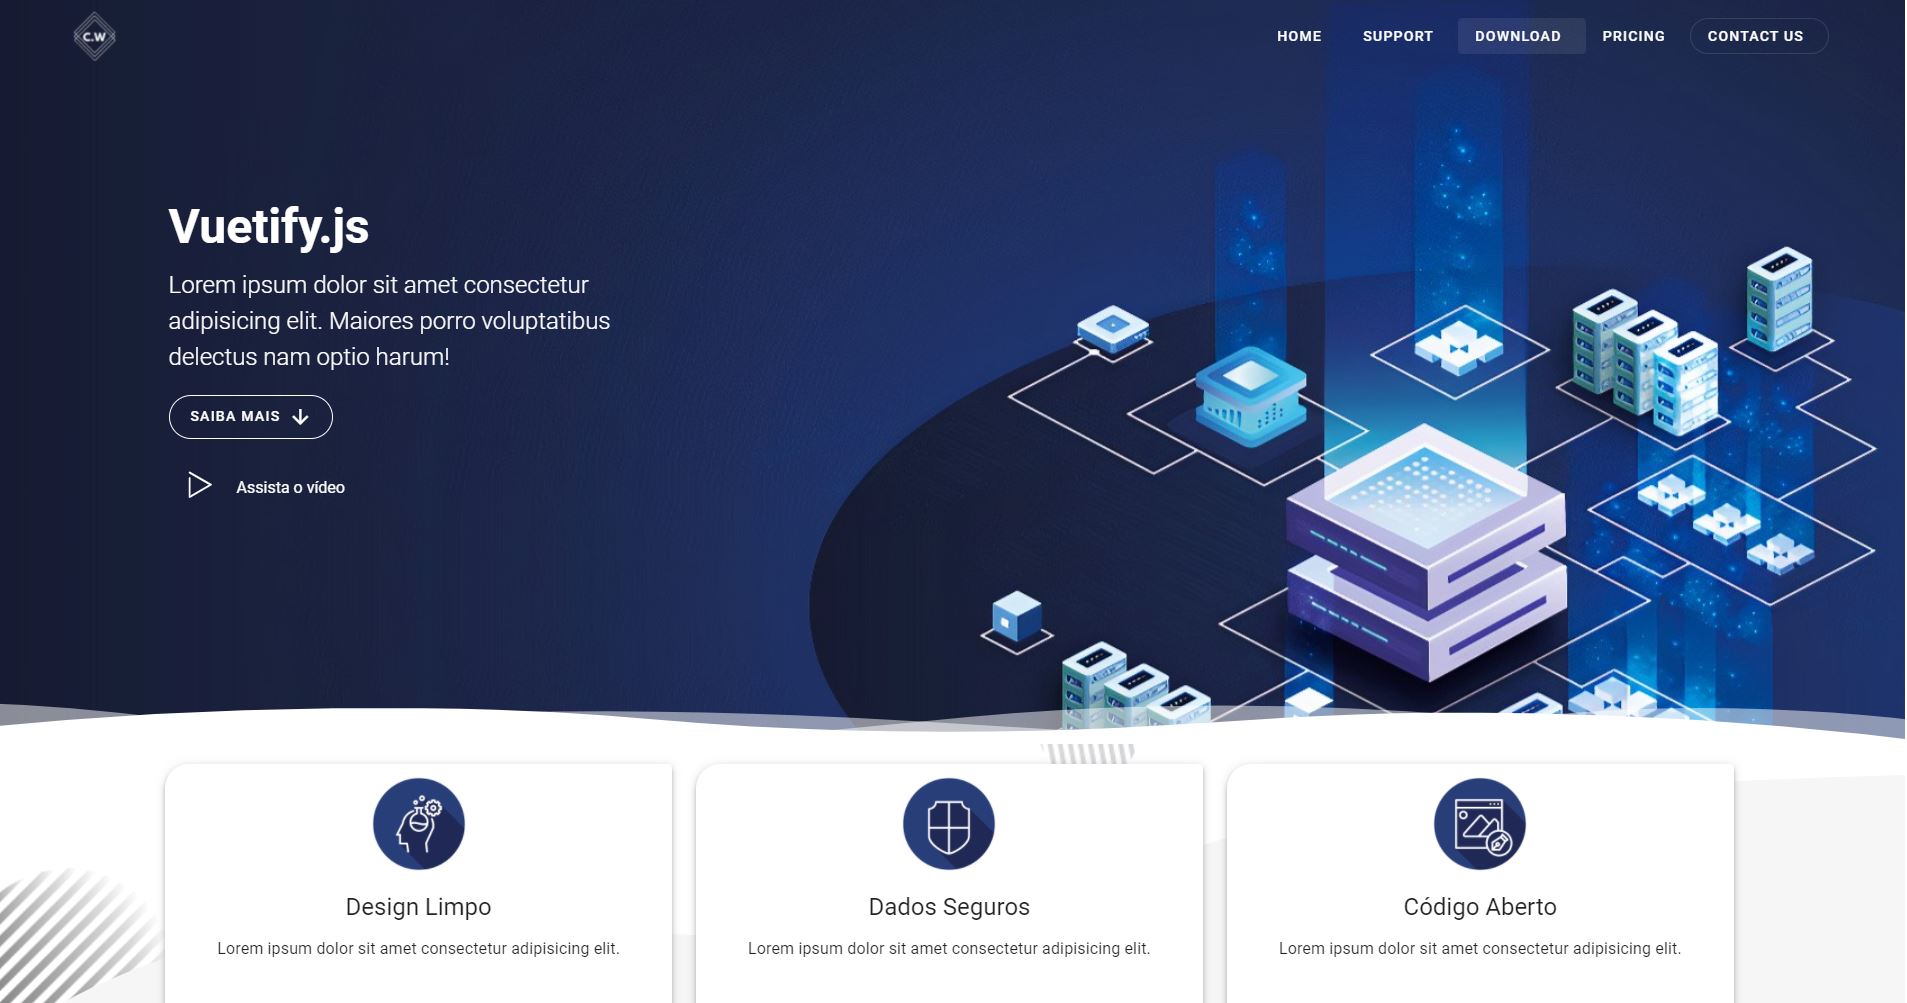 C.W
HOME
SUPPORT
DOWNLOAD
PRICING
CONTACT US
Vuetify.js
Lorem ipsum dolor sit amet consectetur
adipisicing elit. Maiores porro voluptatibus
delectus nam optio harum!
SAIBA MAIS
Assista o vídeo
Design Limpo
Lorem ipsum dolor sit amet consectetur adipisicing elit.
Dados Seguros
Lorem ipsum dolor sit amet consectetur adipisicing elit.
Código Aberto
Lorem ipsum dolor sit amet consectetur adipisicing elit.